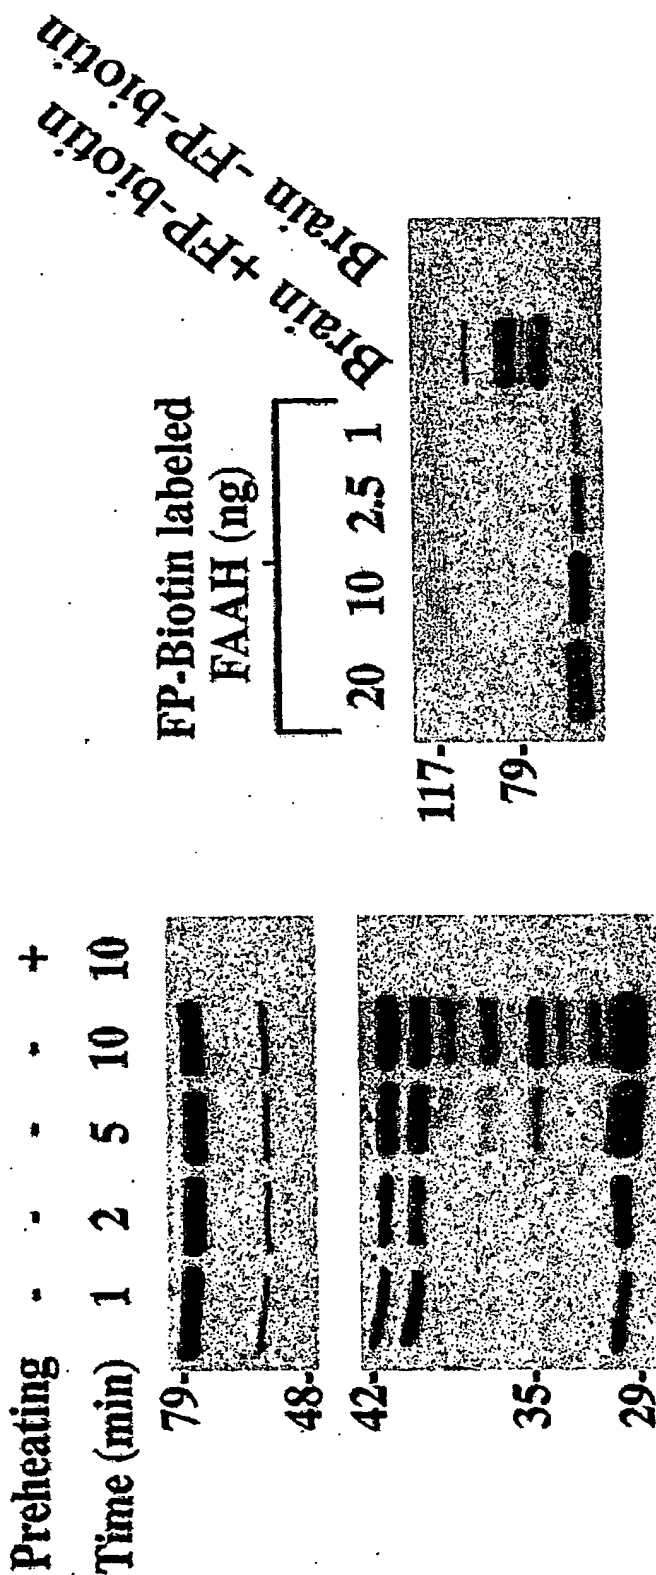 Preheating - - - - +
Time (min) 1 2 5 10 10
79-
48-
42-
35-
29-
FP-Biotin labeled
FAAH (ng)
20 10 2.5 1
Brain +FP-biotin
Brain -FP-biotin
117-
79-